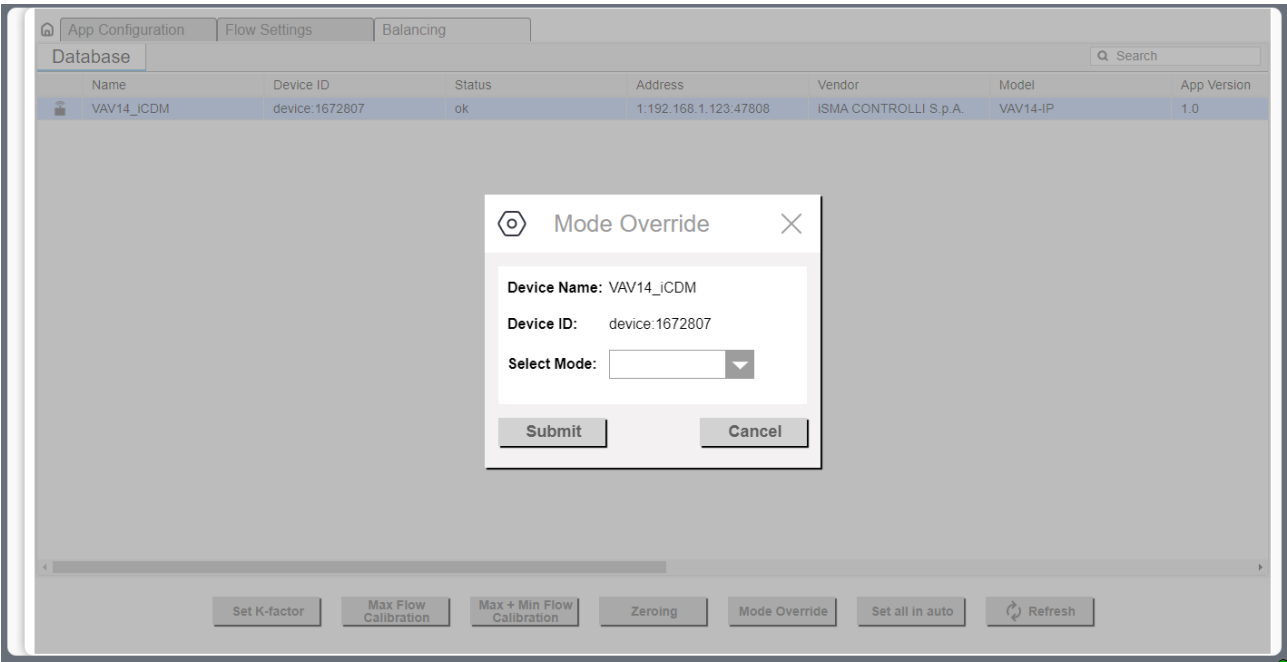 App Configuration Flow Settings Balancing
Database Search
Name Device ID Status Address Vendor Model App Version
VAV14_iCDM device:1672807 ok 1:192.168.1.123:47808 iSMA CONTROLLI S.p.A. VAV14-IP 1.0
Mode Override
Device Name: VAV14_iCDM
Device ID: device:1672807
Select Mode:
Submit Cancel
Set K-factor
Max Flow
Calibration
Max + Min Flow
Calibration
Zeroing
Mode Override
Set all in auto
Refresh